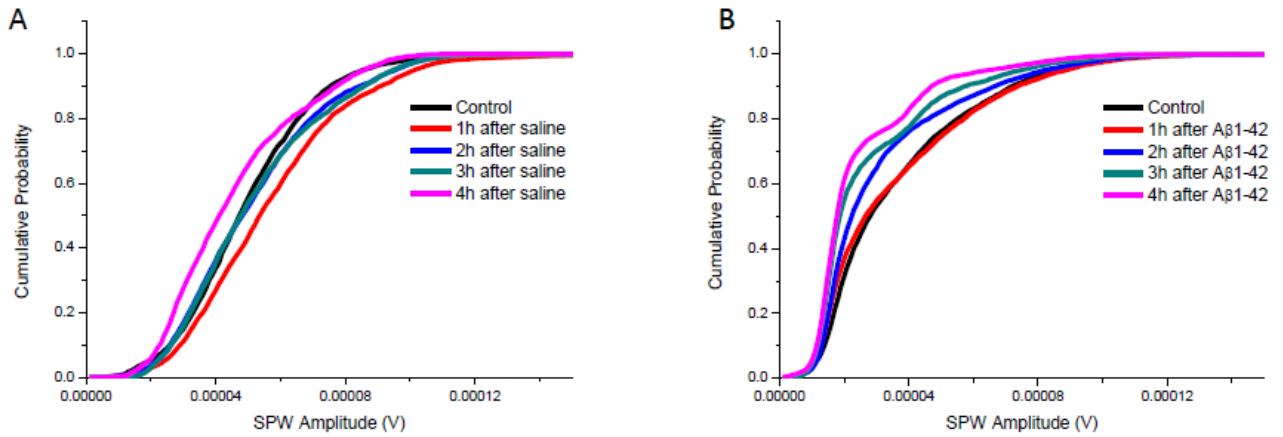 A
Cumulative Probability
1.0
0.8
0.6
0.4
0.2
0.0
0.00000
0.00004
0.00008
0.00012
SPW Amplitude (V)
Control
1h after saline
2h after saline
3h after saline
4h after saline
B
Cumulative Probability
1.0
0.8
0.6
0.4
0.2
0.0
0.00000
0.00004
0.00008
0.00012
SPW Amplitude (V)
Control
1h after Aβ1-42
2h after Aβ1-42
3h after Aβ1-42
4h after Aβ1-42